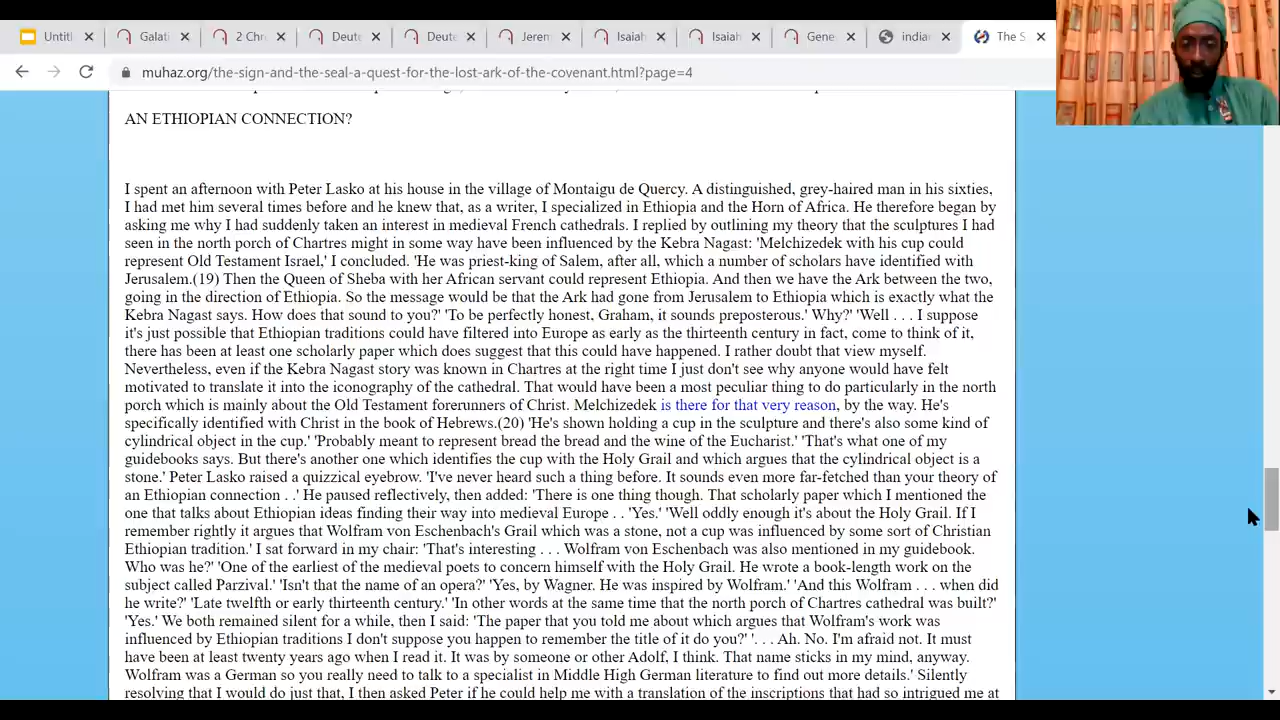 Untitl
Galati
2 Chr
Deute
Deute
Jerem
Isaiah
Isaiah
Gene
indian
The S
muhaz.org/the-sign-and-the-seal-a-quest-for-the-lost-ark-of-the-covenant.html?page=4
AN ETHIOPIAN CONNECTION?
I spent an afternoon with Peter Lasko at his house in the village of Montaigu de Quercy. A distinguished, grey-haired man in his sixties,
I had met him several times before and he knew that, as a writer, I specialized in Ethiopia and the Horn of Africa. He therefore began by
asking me why I had suddenly taken an interest in medieval French cathedrals. I replied by outlining my theory that the sculptures I had
seen in the north porch of Chartres might in some way have been influenced by the Kebra Nagast: 'Melchizedek with his cup could
represent Old Testament Israel,' I concluded. 'He was priest-king of Salem, after all, which a number of scholars have identified with
Jerusalem.(19) Then the Queen of Sheba with her African servant could represent Ethiopia. And then we have the Ark between the two,
going in the direction of Ethiopia. So the message would be that the Ark had gone from Jerusalem to Ethiopia which is exactly what the
Kebra Nagast says. How does that sound to you?' 'To be perfectly honest, Graham, it sounds preposterous.' Why?' 'Well . . . I suppose
it's just possible that Ethiopian traditions could have filtered into Europe as early as the thirteenth century in fact, come to think of it,
there has been at least one scholarly paper which does suggest that this could have happened. I rather doubt that view myself.
Nevertheless, even if the Kebra Nagast story was known in Chartres at the right time I just don't see why anyone would have felt
motivated to translate it into the iconography of the cathedral. That would have been a most peculiar thing to do particularly in the north
porch which is mainly about the Old Testament forerunners of Christ. Melchizedek is there for that very reason, by the way. He's
specifically identified with Christ in the book of Hebrews.(20) 'He's shown holding a cup in the sculpture and there's also some kind of
cylindrical object in the cup.' 'Probably meant to represent bread the bread and the wine of the Eucharist.' 'That's what one of my
guidebooks says. But there's another one which identifies the cup with the Holy Grail and which argues that the cylindrical object is a
stone.' Peter Lasko raised a quizzical eyebrow. 'I've never heard such a thing before. It sounds even more far-fetched than your theory of
an Ethiopian connection . .' He paused reflectively, then added: 'There is one thing though. That scholarly paper which I mentioned the
one that talks about Ethiopian ideas finding their way into medieval Europe . . 'Yes.' 'Well oddly enough it's about the Holy Grail. If I
remember rightly it argues that Wolfram von Eschenbach's Grail which was a stone, not a cup was influenced by some sort of Christian
Ethiopian tradition.' I sat forward in my chair: 'That's interesting . . . Wolfram von Eschenbach was also mentioned in my guidebook.
Who was he?' 'One of the earliest of the medieval poets to concern himself with the Holy Grail. He wrote a book-length work on the
subject called Parzival.' 'Isn't that the name of an opera?' 'Yes, by Wagner. He was inspired by Wolfram.' 'And this Wolfram . . . when did
he write?' 'Late twelfth or early thirteenth century.' 'In other words at the same time that the north porch of Chartres cathedral was built?'
'Yes.' We both remained silent for a while, then I said: 'The paper that you told me about which argues that Wolfram's work was
influenced by Ethiopian traditions I don't suppose you happen to remember the title of it do you?' '. . . Ah. No. I'm afraid not. It must
have been at least twenty years ago when I read it. It was by someone or other Adolf, I think. That name sticks in my mind, anyway.
Wolfram was a German so you really need to talk to a specialist in Middle High German literature to find out more details.' Silently
resolving that I would do just that, I then asked Peter if he could help me with a translation of the inscriptions that had so intrigued me at